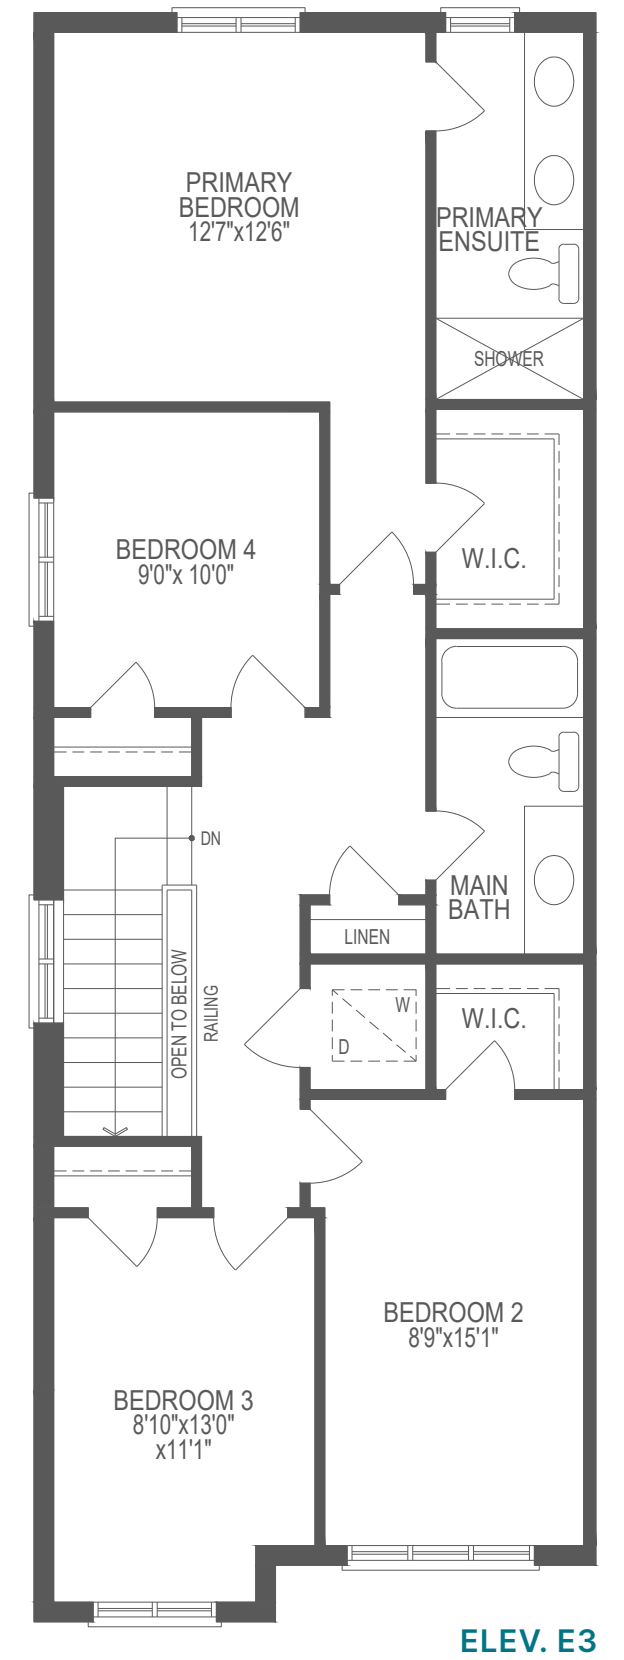 PRIMARY
BEDROOM
12'7"x12'6"
PRIMARY
ENSUITE
SHOWER
BEDROOM 4
9'0"x 10'0"
W.I.C.
DN
MAIN
BATH
LINEN
OPEN TO BELOW
RAILING
W
D
W.I.C.
BEDROOM 2
8'9"x15'1"
BEDROOM 3
8'10"x13'0"
x11'1"
ELEV. E3